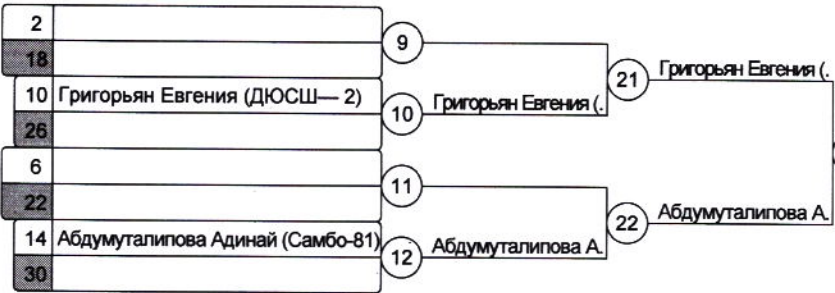 2
18
9
10 Григорьян Евгения (ДЮСШ— 2)
26
10
Григорьян Евгения (.
21
Григорьян Евгения (.
6
22
11
14 Абдумуталипова Адинай (Самбо-81)
30
12
Абдумуталипова А.
22
Абдумуталипова А.